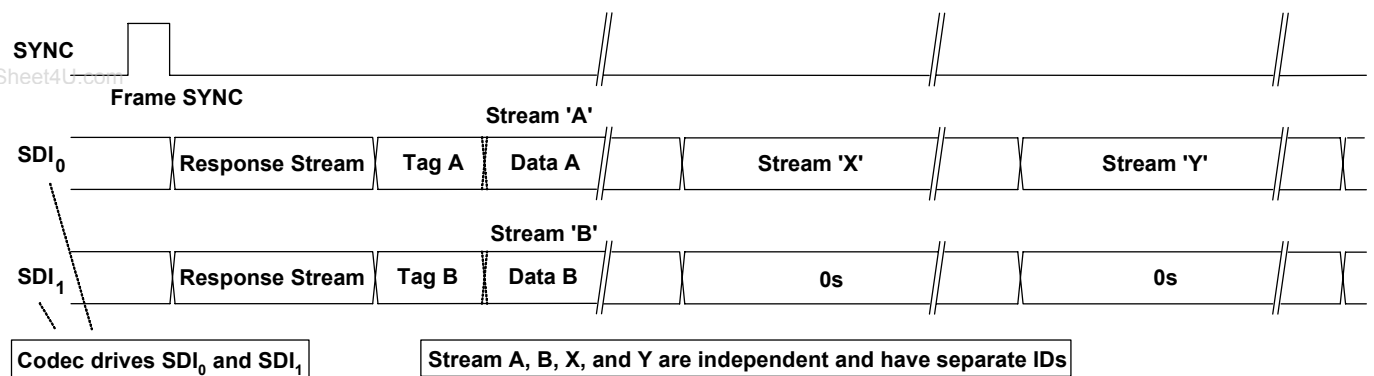 SYNC
Sheet4U.com
Frame SYNC
Stream 'A'
SDI0 Response Stream Tag A Data A Stream 'X' Stream 'Y'
Stream 'B'
SDI1 Response Stream Tag B Data B 0s 0s
Codec drives SDI0 and SDI1
Stream A, B, X, and Y are independent and have separate IDs